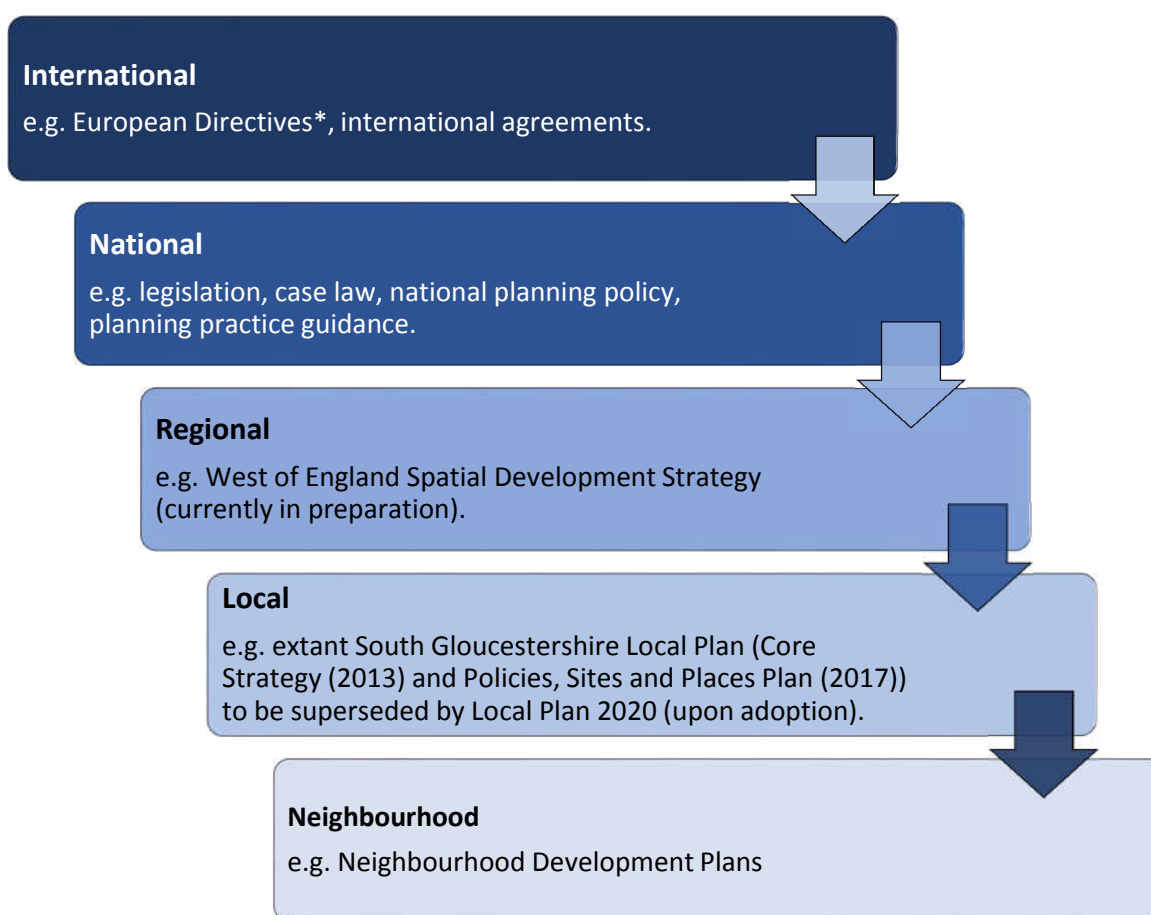 International
e.g. European Directives*, international agreements.
National
e.g. legislation, case law, national planning policy,
planning practice guidance.
Regional
e.g. West of England Spatial Development Strategy
(currently in preparation).
Local
e.g. extant South Gloucestershire Local Plan (Core
Strategy (2013) and Policies, Sites and Places Plan (2017))
to be superseded by Local Plan 2020 (upon adoption).
Neighbourhood
e.g. Neighbourhood Development Plans